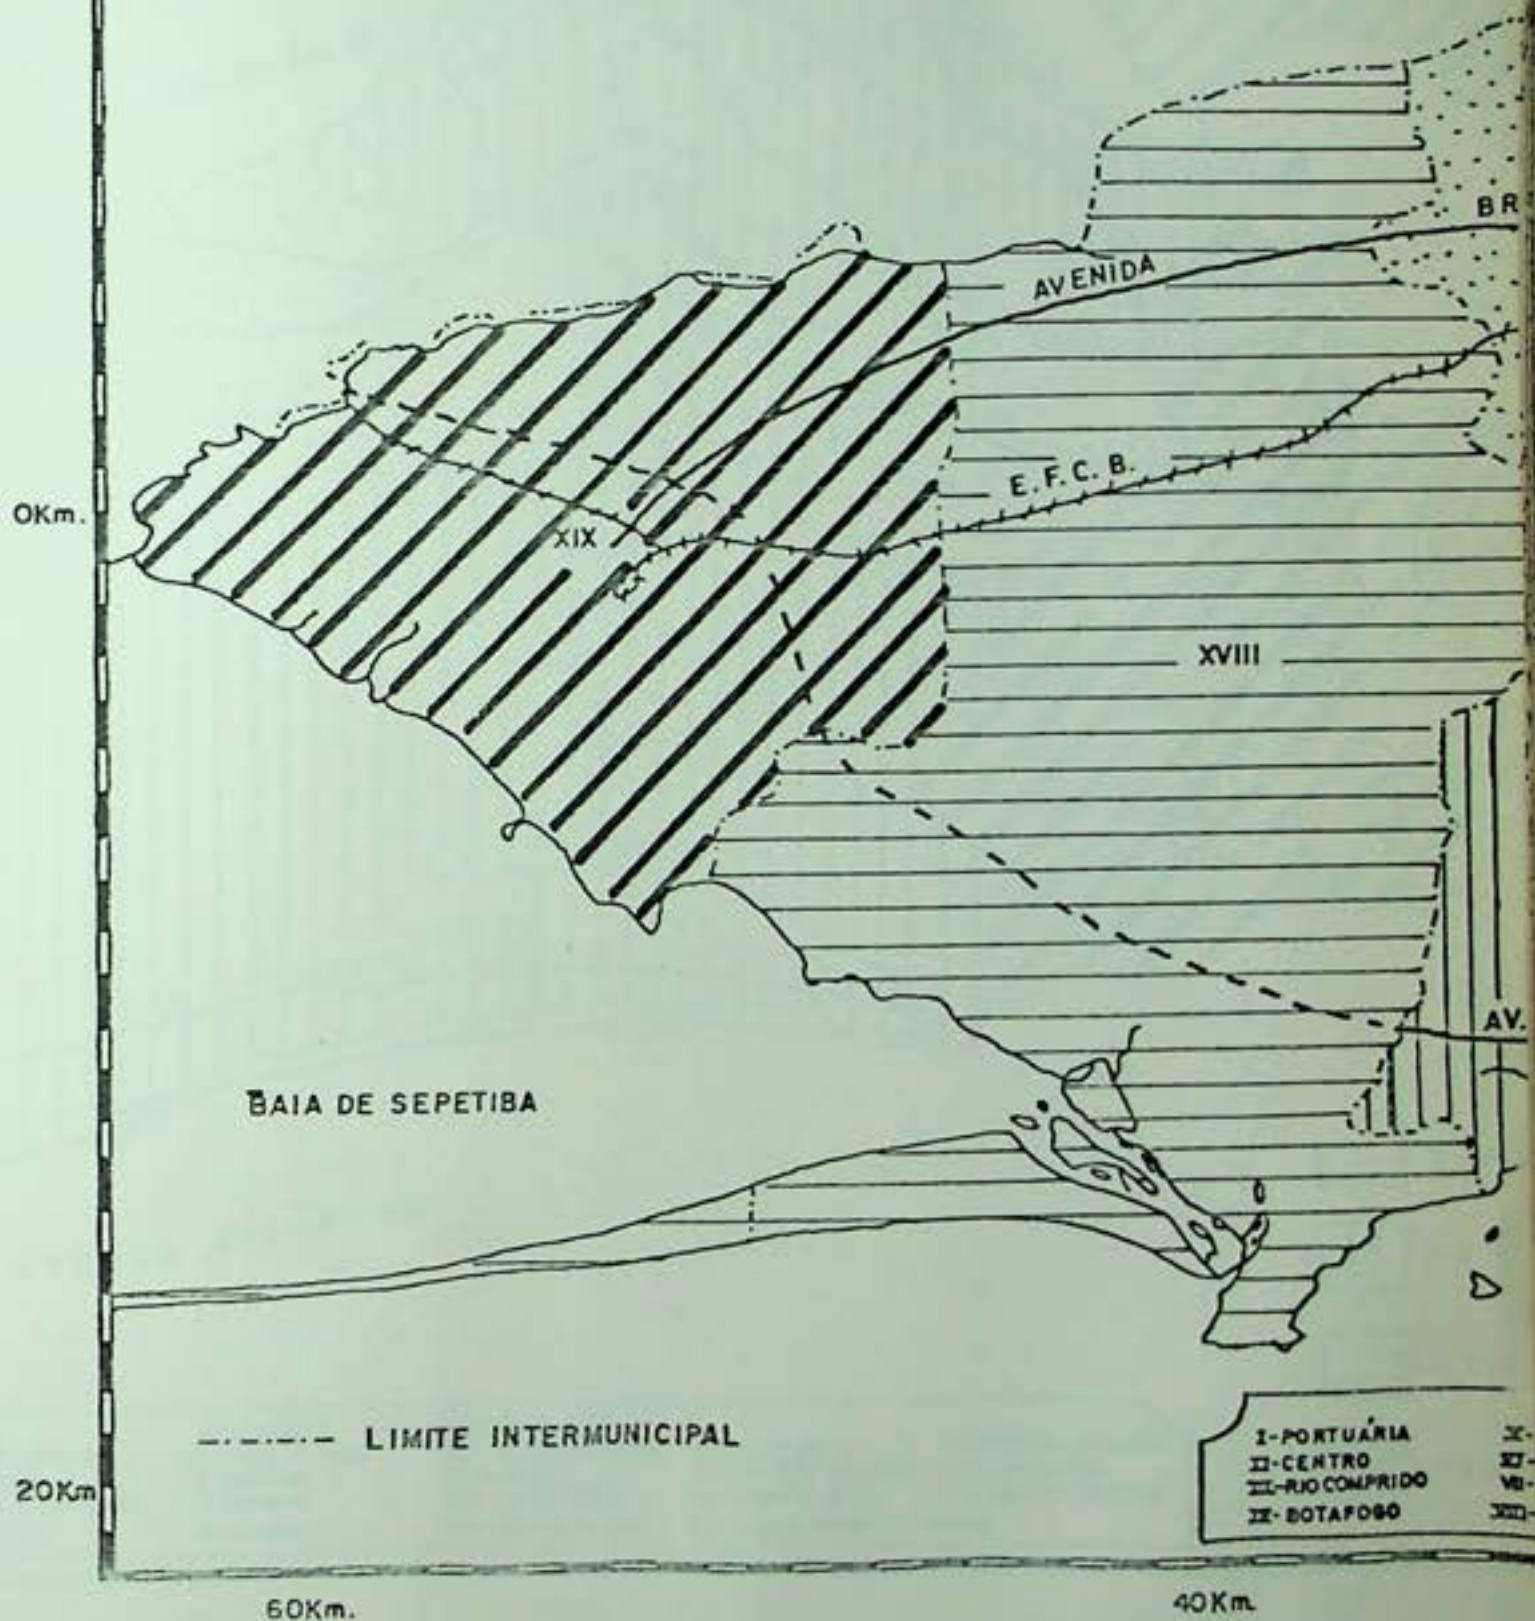 BR
AVENIDA
E. F. C. B.
0Km.
XIX
XVIII
AV.
BAIA DE SEPETIBA
LIMITE INTERMUNICIPAL
I-PORTUÁRIA
II-CENTRO
III-RIO COMPRIDO
IV-BOTAFOGO
20Km
60Km.
40Km